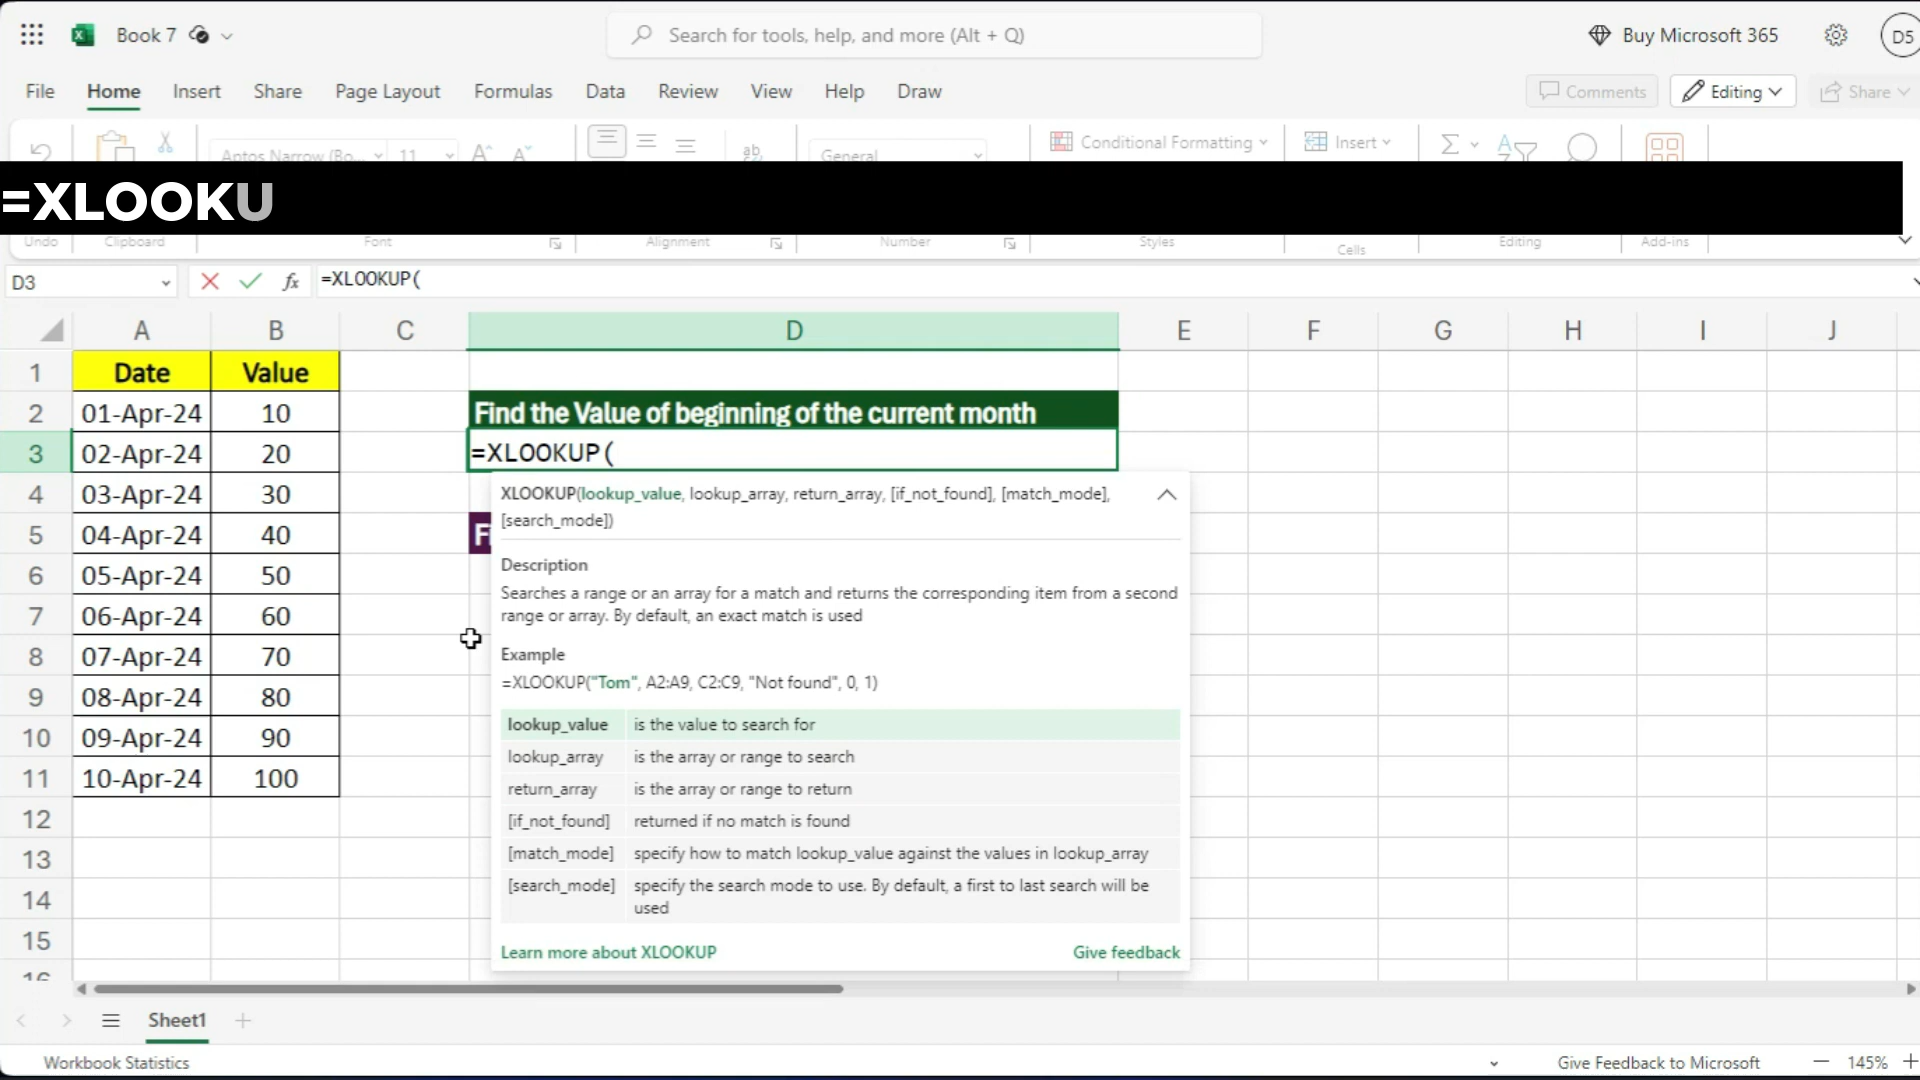 Book 7
Search for tools, help, and more (Alt + Q)
Buy Microsoft 365
D5
File Home Insert Share Page Layout Formulas Data Review View Help Draw
Comments Editing Share
Aptos Narrow (Bo... 11 A A ab General Conditional Formatting Insert
=XLOOKU
Undo Clipboard Font Alignment Number Styles Cells Editing Add-ins
D3 fx =XLOOKUP(
A B C D E F G H I J
1 Date Value
2 01-Apr-24 10 Find the Value of beginning of the current month
3 02-Apr-24 20 =XLOOKUP(
4 03-Apr-24 30
XLOOKUP(lookup_value, lookup_array, return_array, [if_not_found], [match_mode],
[search_mode])
5 04-Apr-24 40
Description
6 05-Apr-24 50
Searches a range or an array for a match and returns the corresponding item from a second
range or array. By default, an exact match is used
7 06-Apr-24 60
8 07-Apr-24 70
Example
=XLOOKUP("Tom", A2:A9, C2:C9, "Not found", 0, 1)
9 08-Apr-24 80
lookup_value is the value to search for
10 09-Apr-24 90
lookup_array is the array or range to search
11 10-Apr-24 100
return_array is the array or range to return
12
[if_not_found] returned if no match is found
13
[match_mode] specify how to match lookup_value against the values in lookup_array
14
[search_mode] specify the search mode to use. By default, a first to last search will be
used
15
Learn more about XLOOKUP Give feedback
16
Sheet1
Workbook Statistics Give Feedback to Microsoft 145%